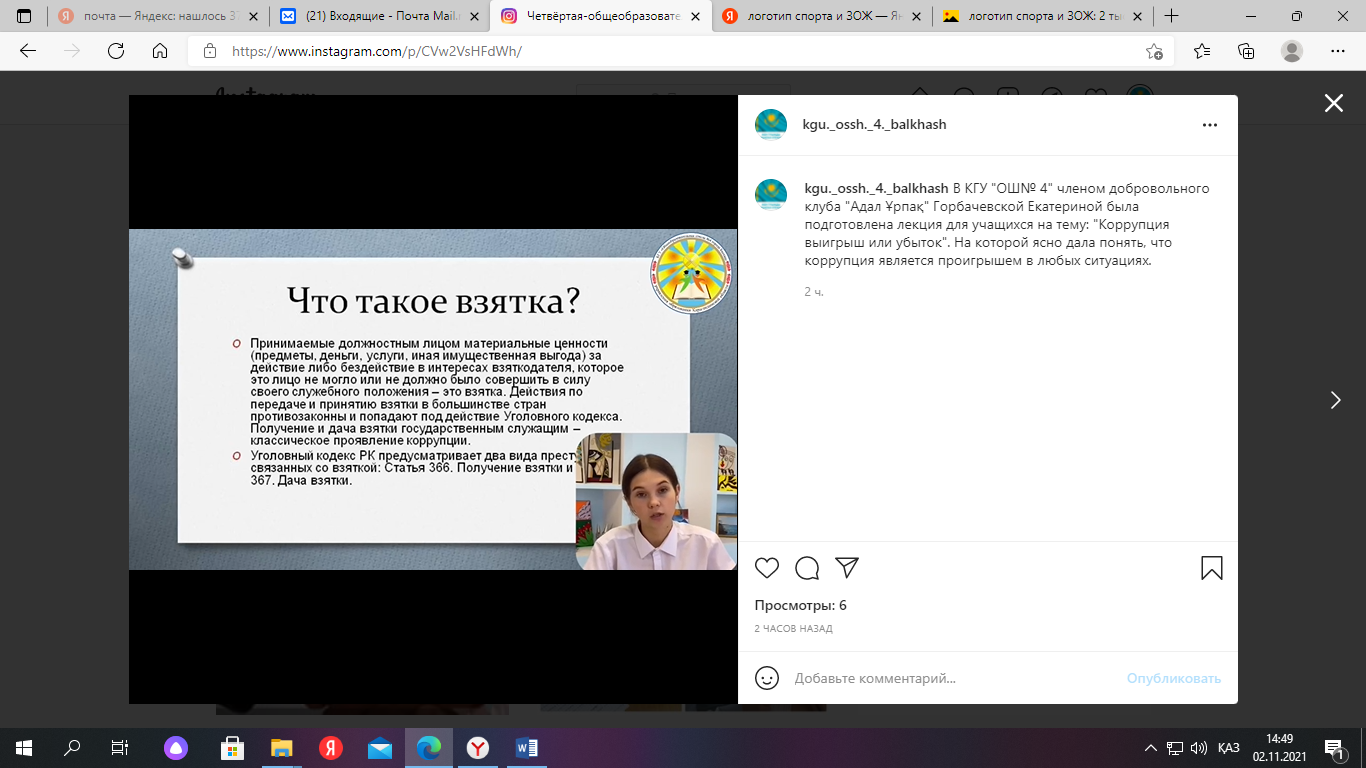 почта — Яндекс: нашлось 37
(21) Входящие - Почта Mail.r
Четвёртая-общеобразовате
логотип спорта и ЗОЖ — Ян
логотип спорта и ЗОЖ: 2 ты
https://www.instagram.com/p/CVw2VsHFdWh/
kgu._ossh._4._balkhash
kgu._ossh._4._balkhash В КГУ "ОШ№ 4" членом добровольного
клуба "Адал Ұрпақ" Горбачевской Екатериной была
подготовлена лекция для учащихся на тему: "Коррупция
выигрыш или убыток". На которой ясно дала понять, что
коррупция является проигрышем в любых ситуациях.
2 ч.
Что такое взятка?
Принимаемые должностным лицом материальные ценности
(предметы, деньги, услуги, иная имущественная выгода) за
действие либо бездействие в интересах взяткодателя, которое
это лицо не могло или не должно было совершить в силу
своего служебного положения – это взятка. Действия по
передаче и принятию взятки в большинстве стран
противозаконны и попадают под действие Уголовного кодекса.
Получение и дача взятки государственным служащим –
классическое проявление коррупции.
Уголовный кодекс РК предусматривает два вида прест
связанных со взяткой: Статья 366. Получение взятки и
367. Дача взятки.
Просмотры: 6
2 ЧАСОВ НАЗАД
Добавьте комментарий...
Опубликовать
ҚАЗ
14:49
02.11.2021
1